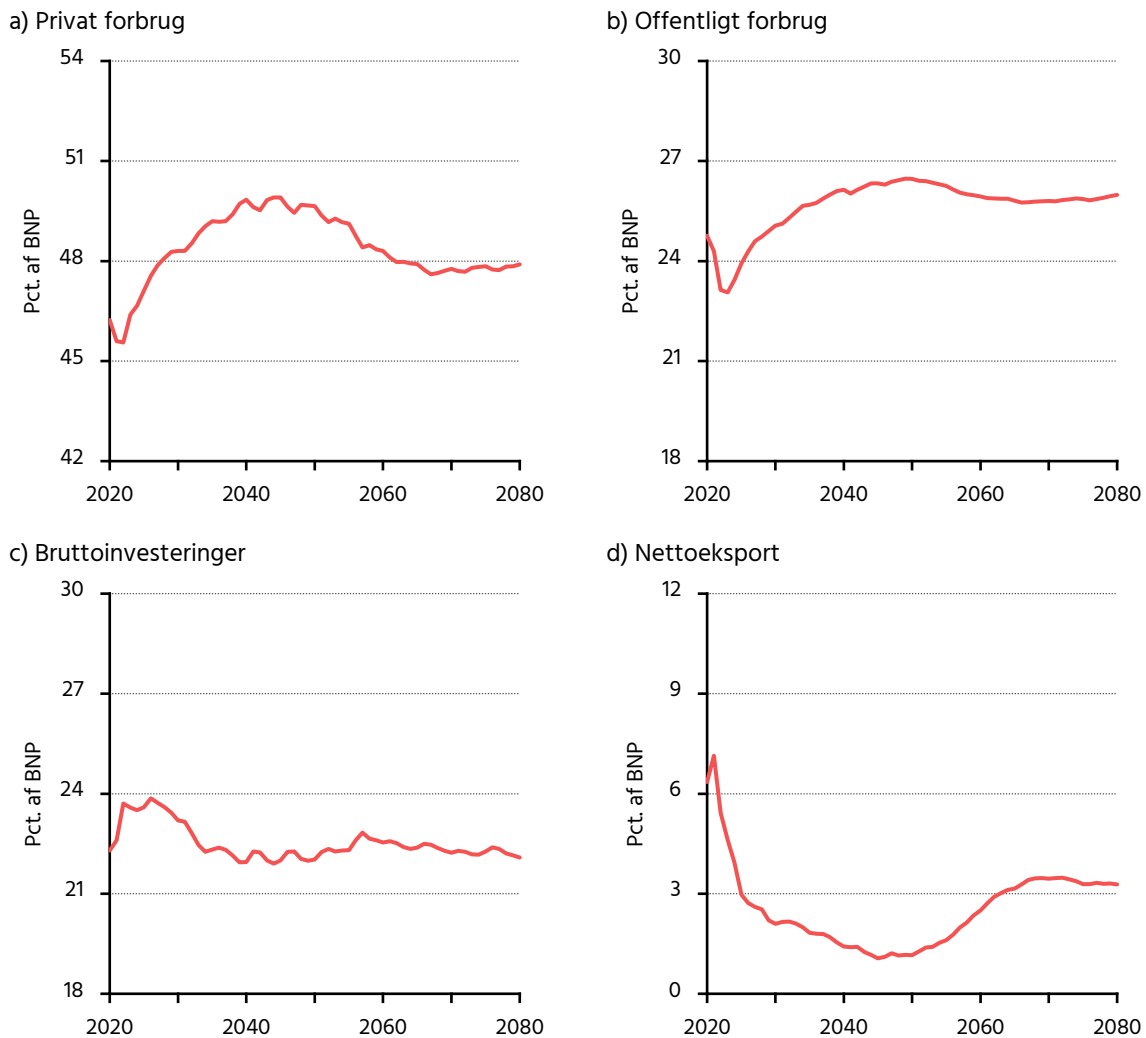 a) Privat forbrug
54
51
48
45
42
Pct. af BNP
2020 2040 2060 2080
b) Offentligt forbrug
30
27
24
21
18
Pct. af BNP
2020 2040 2060 2080
c) Bruttoinvesteringer
30
27
24
21
18
Pct. af BNP
2020 2040 2060 2080
d) Nettoeksport
12
9
6
3
0
Pct. af BNP
2020 2040 2060 2080